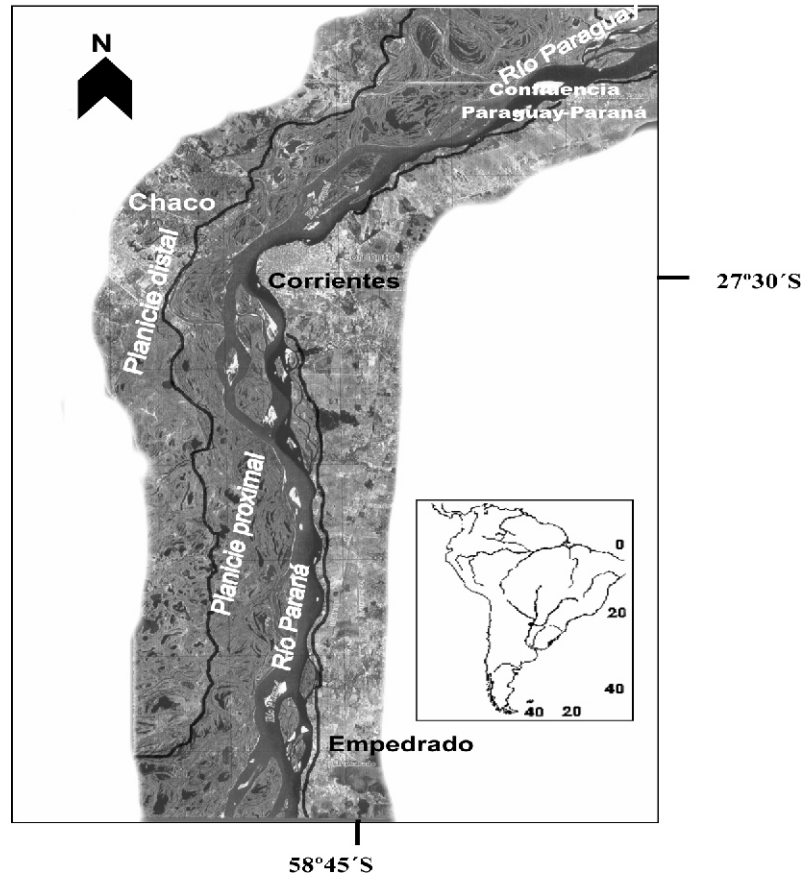 N
Río Paraguay
Confluencia
Paraguay-Paraná
Chaco
Planicie distal
Corrientes
27º30´S
Planicie proximal
Río Paraná
0
20
40
40 20
Empedrado
58º45´S